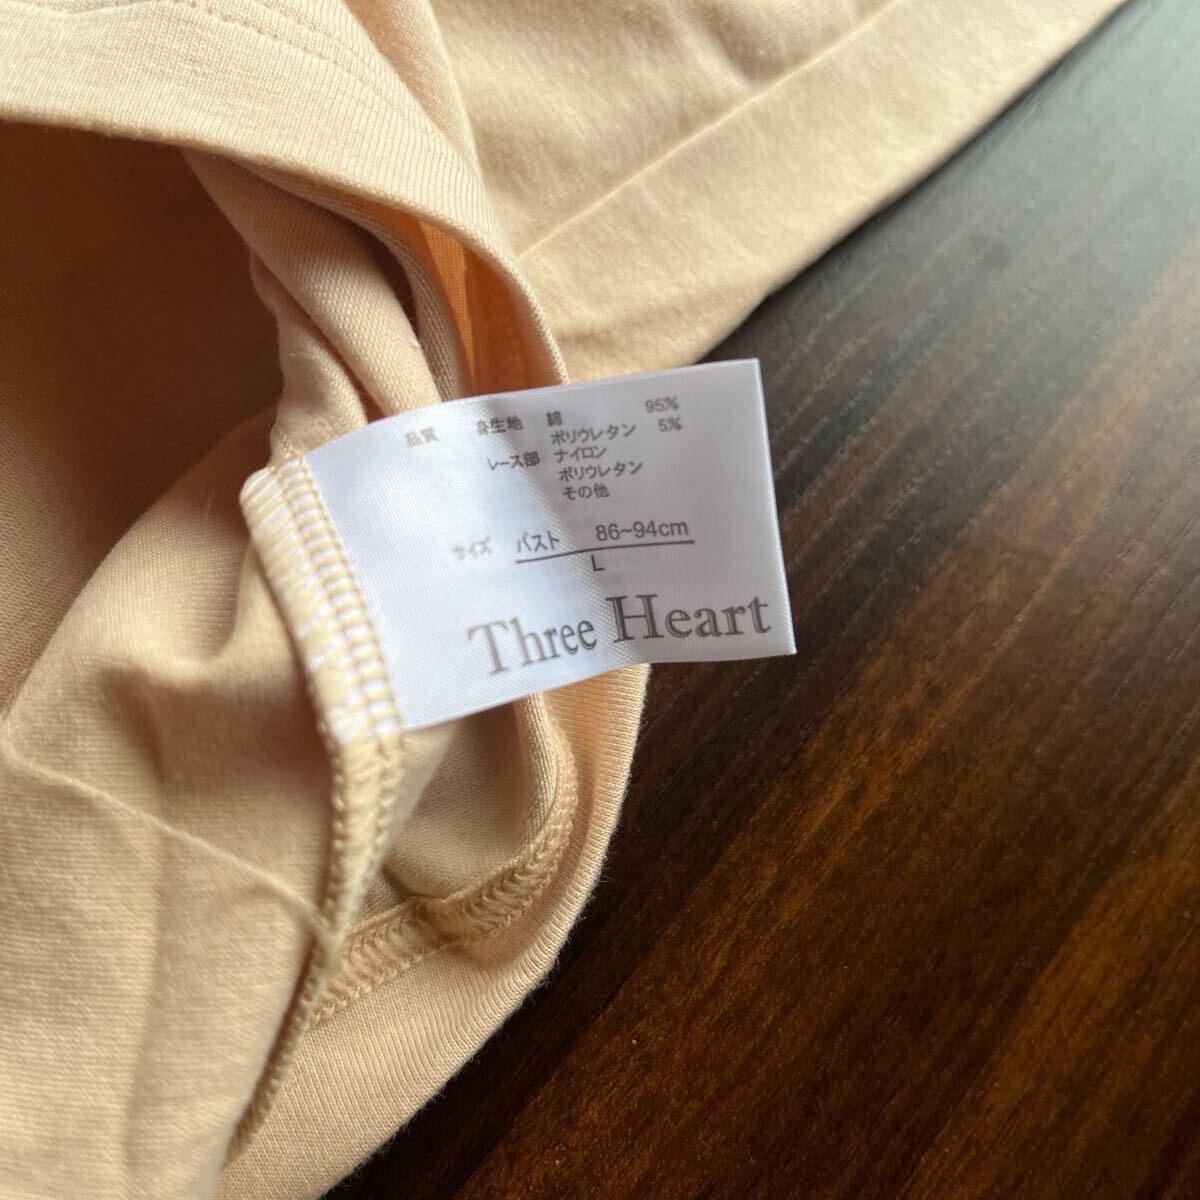 品質 身生地 綿 95%
ポリウレタン 5%
レース部 ナイロン
ポリウレタン
その他
サイズ バスト 86~94cm
L
Three Heart